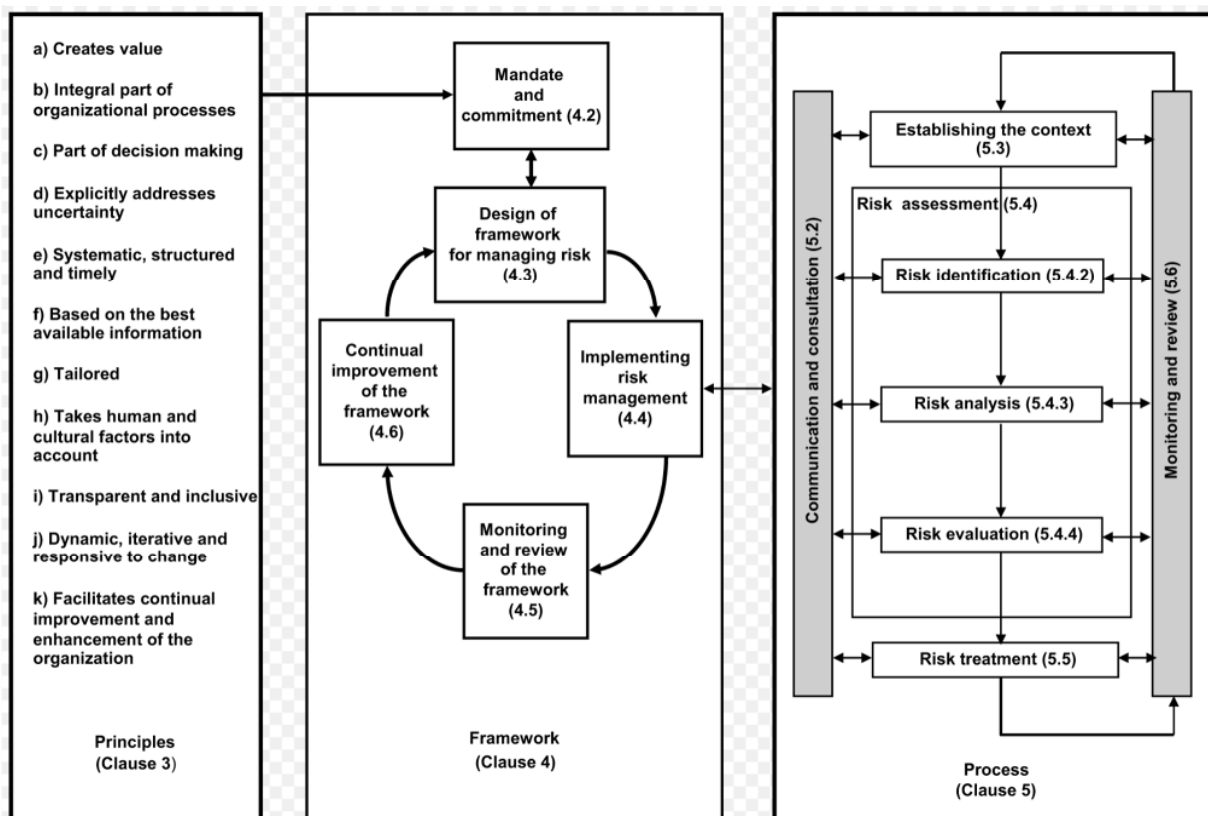 a) Creates value
b) Integral part of
organizational processes
c) Part of decision making
d) Explicitly addresses
uncertainty
e) Systematic, structured
and timely
f) Based on the best
available information
g) Tailored
h) Takes human and
cultural factors into
account
i) Transparent and inclusive
j) Dynamic, iterative and
responsive to change
k) Facilitates continual
improvement and
enhancement of the
organization
Principles
(Clause 3)
Mandate
and
commitment (4.2)
Design of
framework
for managing risk
(4.3)
Continual
improvement
of the
framework
(4.6)
Implementing
risk
management
(4.4)
Monitoring
and review
of the
framework
(4.5)
Framework
(Clause 4)
Communication and consultation (5.2)
Establishing the context
(5.3)
Risk assessment (5.4)
Risk identification (5.4.2)
Risk analysis (5.4.3)
Risk evaluation (5.4.4)
Risk treatment (5.5)
Monitoring and review (5.6)
Process
(Clause 5)